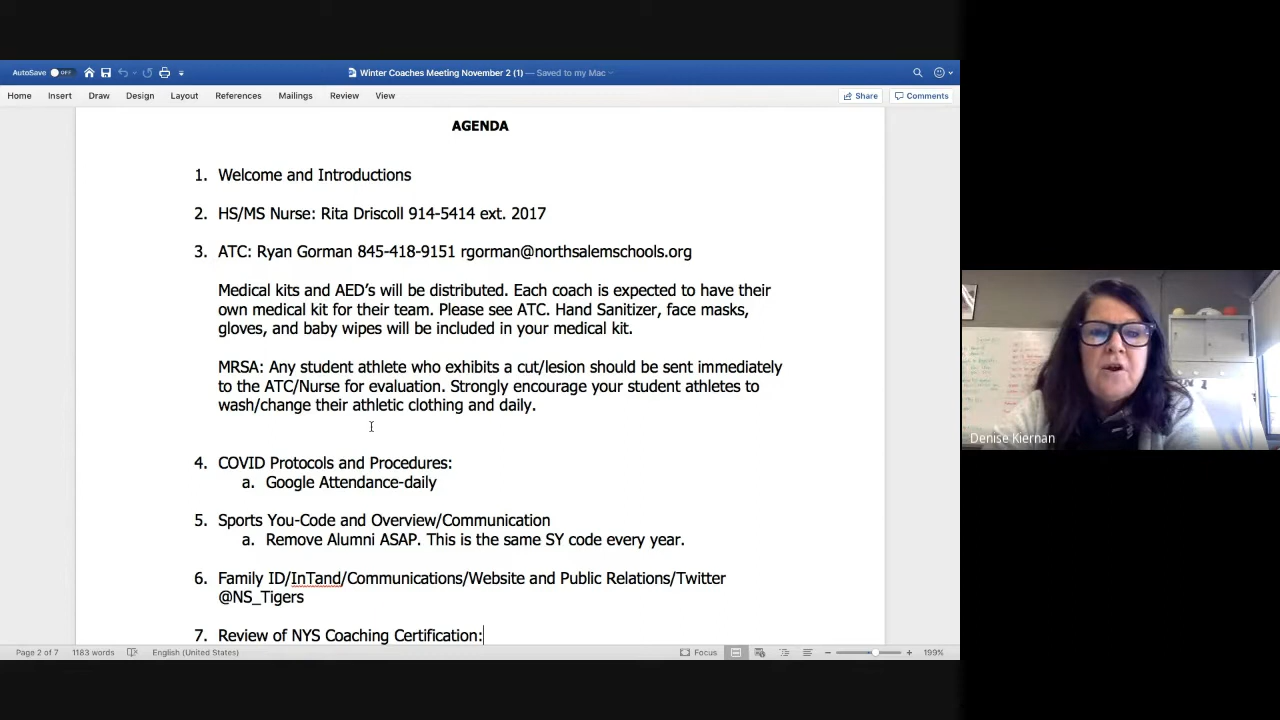 AutoSave OFF
Winter Coaches Meeting November 2 (1) — Saved to my Mac
Home Insert Draw Design Layout References Mailings Review View
Share Comments
AGENDA
1. Welcome and Introductions
2. HS/MS Nurse: Rita Driscoll 914-5414 ext. 2017
3. ATC: Ryan Gorman 845-418-9151 rgorman@northsalemschools.org
Medical kits and AED's will be distributed. Each coach is expected to have their
own medical kit for their team. Please see ATC. Hand Sanitizer, face masks,
gloves, and baby wipes will be included in your medical kit.
MRSA: Any student athlete who exhibits a cut/lesion should be sent immediately
to the ATC/Nurse for evaluation. Strongly encourage your student athletes to
wash/change their athletic clothing and daily.
4. COVID Protocols and Procedures:
a. Google Attendance-daily
5. Sports You-Code and Overview/Communication
a. Remove Alumni ASAP. This is the same SY code every year.
6. Family ID/InTand/Communications/Website and Public Relations/Twitter
@NS_Tigers
7. Review of NYS Coaching Certification:
Page 2 of 7 1183 words English (United States) Focus 199%
Denise Kiernan